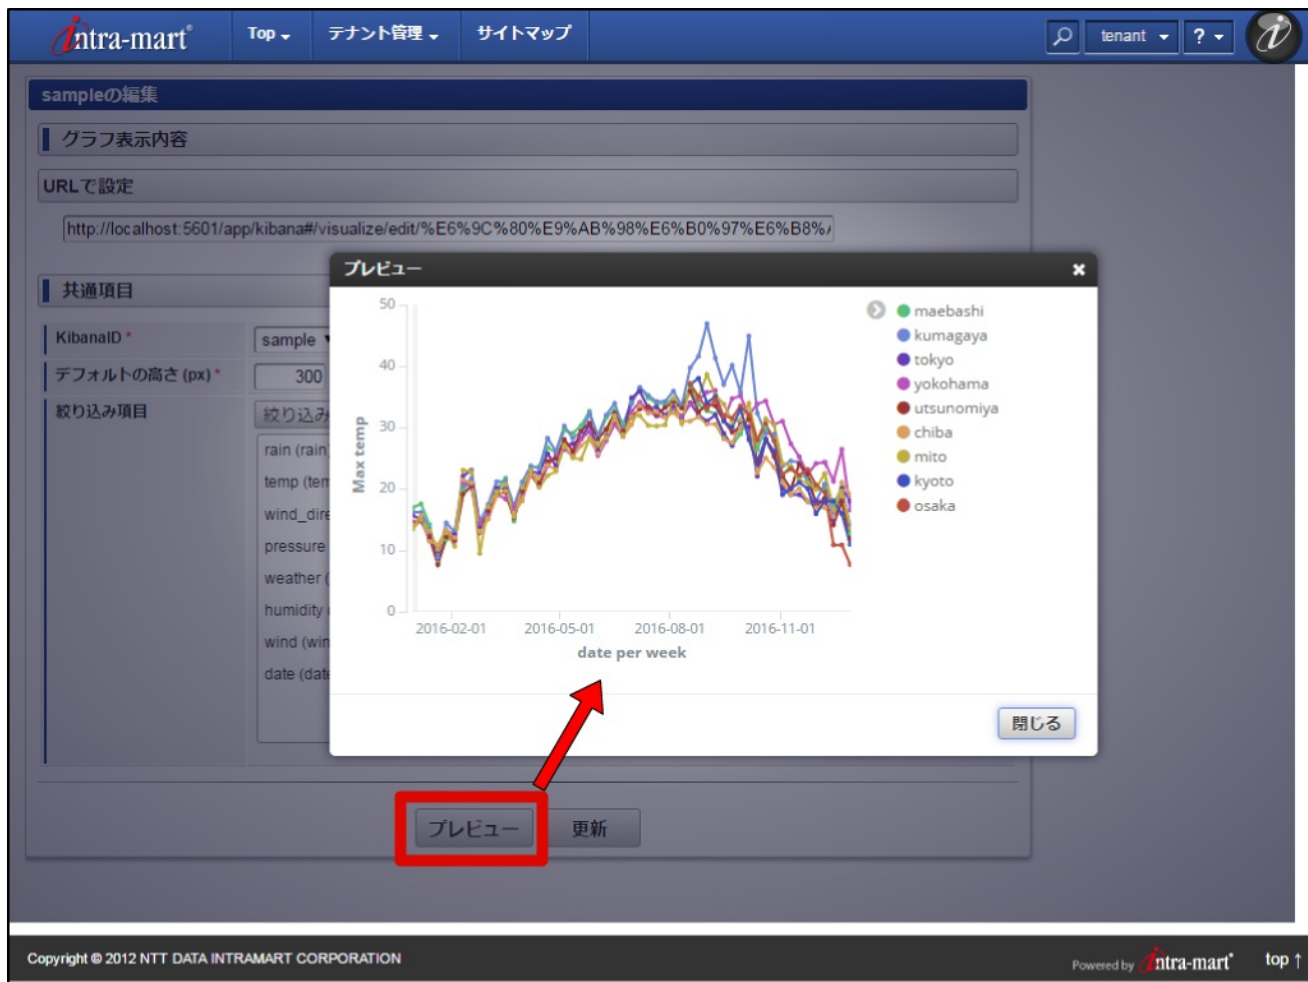 intra-mart®
Top
テナント管理
サイトマップ
tenant
?
sampleの編集
グラフ表示内容
URLで設定
http://localhost:5601/app/kibana#/visualize/edit/%E6%9C%80%E9%AB%98%E6%B0%97%E6%B8%
共通項目
KibanaID *
sample
デフォルトの高さ (px) *
300
絞り込み項目
絞り込み
rain (rain)
temp (tem
wind_dire
pressure
weather (
humidity
wind (win
date (date
プレビュー
×
50
40
30
20
10
0
Max temp
2016-02-01
2016-05-01
2016-08-01
2016-11-01
date per week
maebashi
kumagaya
tokyo
yokohama
utsunomiya
chiba
mito
kyoto
osaka
閉じる
プレビュー
更新
Copyright © 2012 NTT DATA INTRAMART CORPORATION
Powered by intra-mart®
top ↑